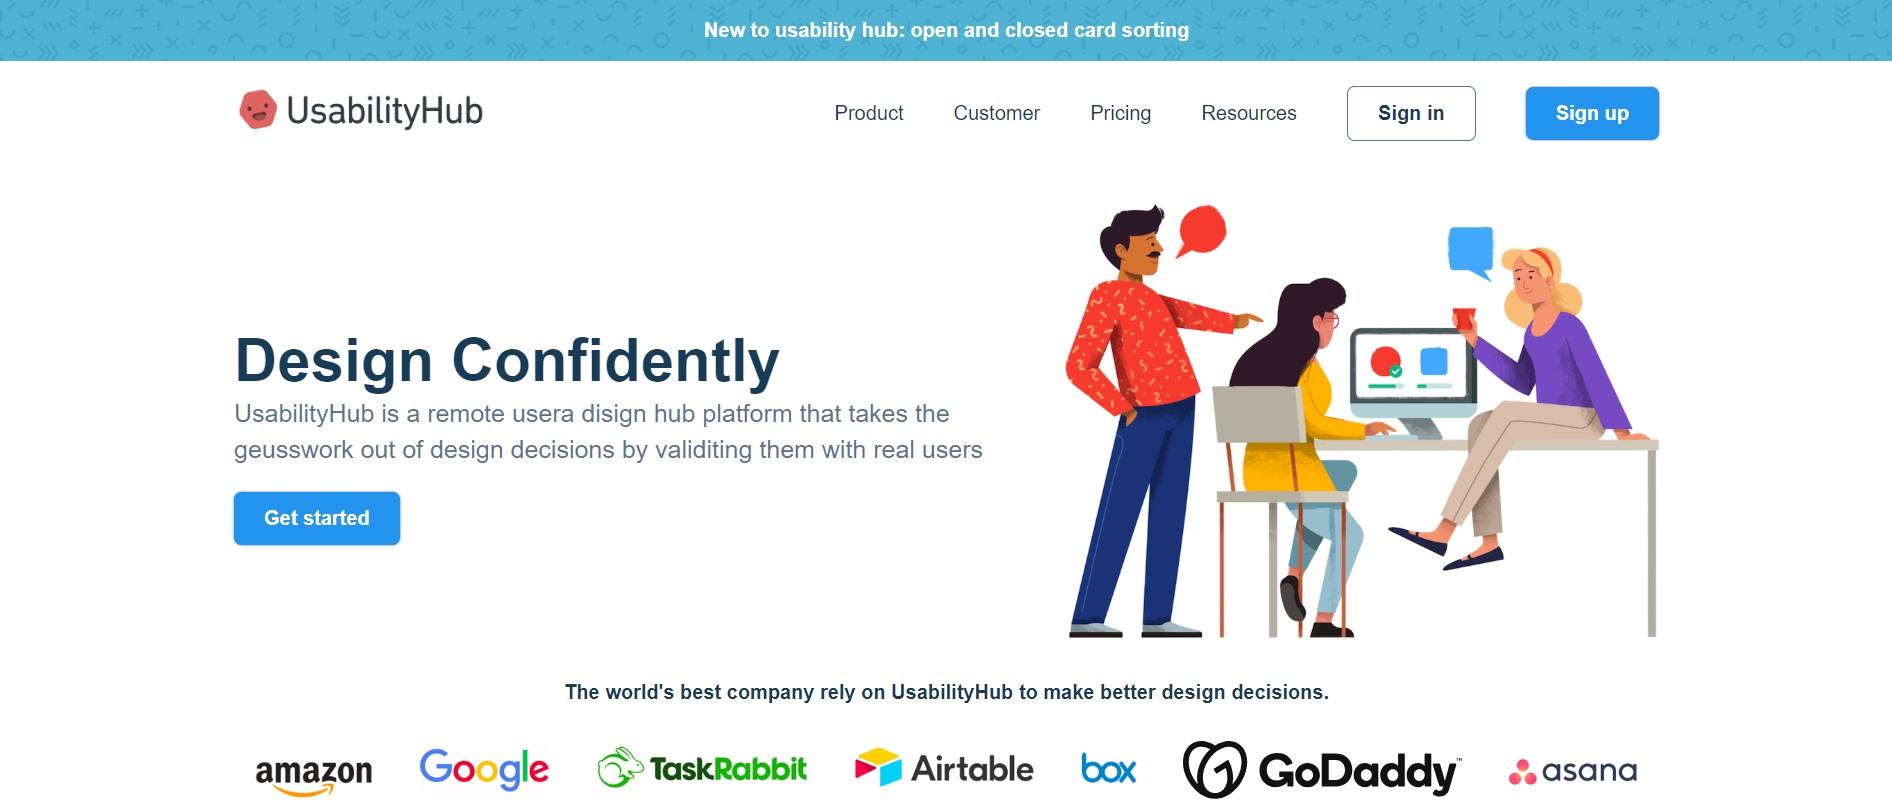 New to usability hub: open and closed card sorting
UsabilityHub
Product Customer Pricing Resources Sign in Sign up
Design Confidently
UsabilityHub is a remote usera disign hub platform that takes the
geusswork out of design decisions by validiting them with real users
Get started
The world's best company rely on UsabilityHub to make better design decisions.
amazon Google TaskRabbit Airtable box GoDaddy™ asana